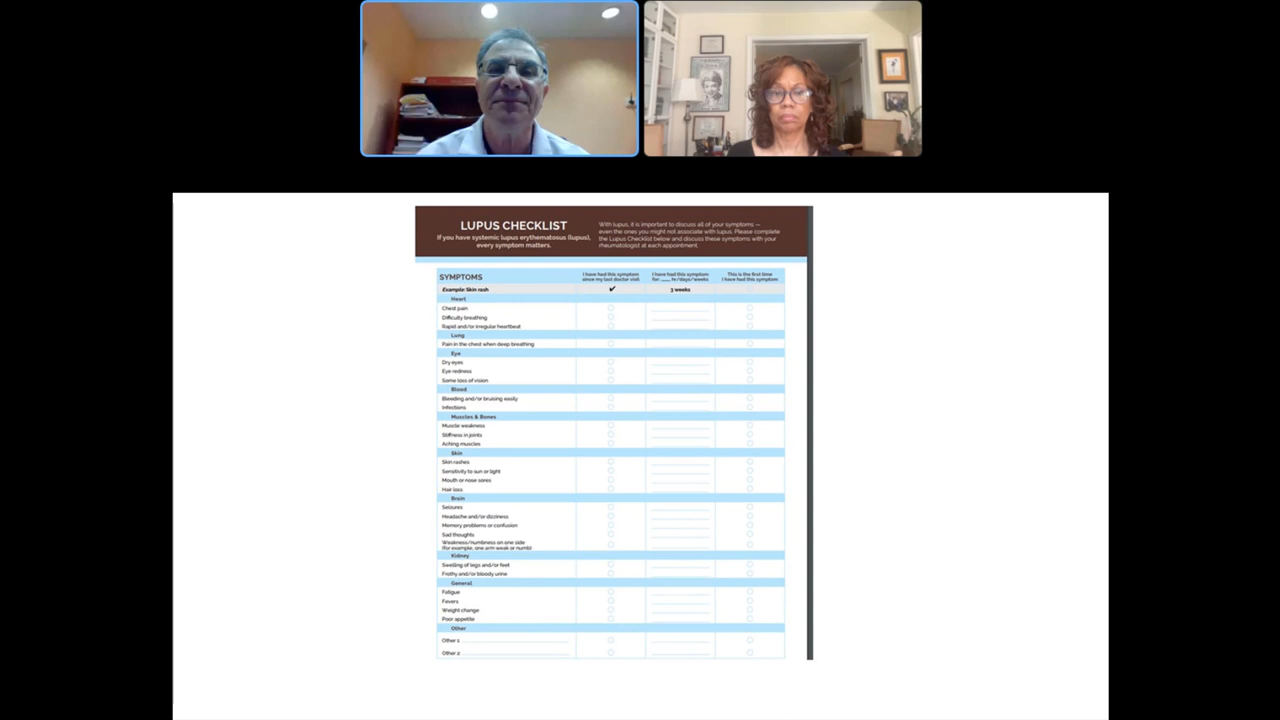 LUPUS CHECKLIST
If you have systemic lupus erythematosus (lupus),
every symptom matters.
With lupus, it is important to discuss all of your symptoms —
even the ones you might not associate with lupus. Please complete
the Lupus Checklist below and discuss these symptoms with your
rheumatologist at each appointment.
SYMPTOMS
I have had this symptom
since my last doctor visit
I have had this symptom
for: ____ hr/days/weeks
This is the first time
I have had this symptom
Example: Skin rash ✔ 3 weeks
Heart
Chest pain
Difficulty breathing
Rapid and/or irregular heartbeat
Lung
Pain in the chest when deep breathing
Eye
Dry eyes
Eye redness
Some loss of vision
Blood
Bleeding and/or bruising easily
Infections
Muscles & Bones
Muscle weakness
Stiffness in joints
Aching muscles
Skin
Skin rashes
Sensitivity to sun or light
Mouth or nose sores
Hair loss
Brain
Seizures
Headache and/or dizziness
Memory problems or confusion
Sad thoughts
Weakness/numbness on one side
(for example, one arm weak or numb)
Kidney
Swelling of legs and/or feet
Frothy and/or bloody urine
General
Fatigue
Fevers
Weight change
Poor appetite
Other
Other 1:
Other 2: